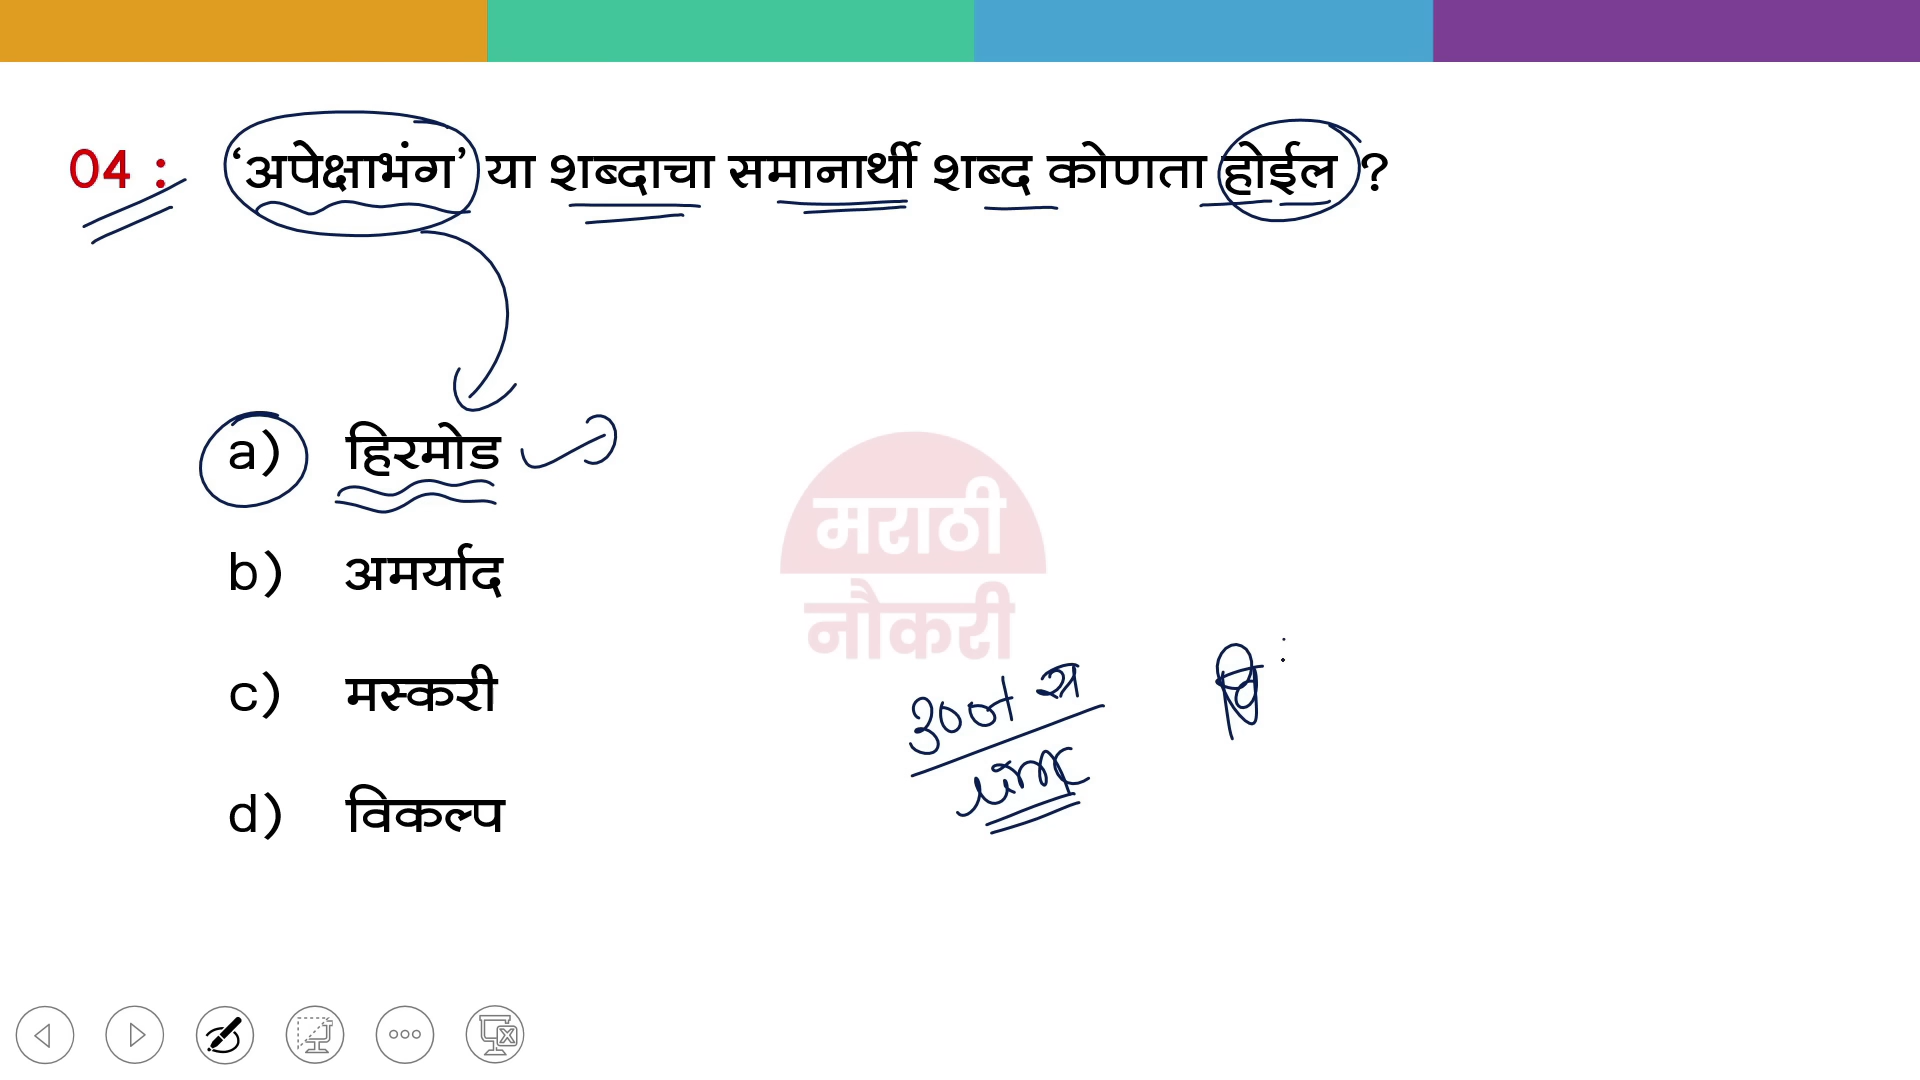 04 : ‘अपेक्षाभंग’ या शब्दाचा समानार्थी शब्द कोणता होईल ?
a) हिरमोड
b) अमर्याद
c) मस्करी
d) विकल्प
मराठी
नौकरी